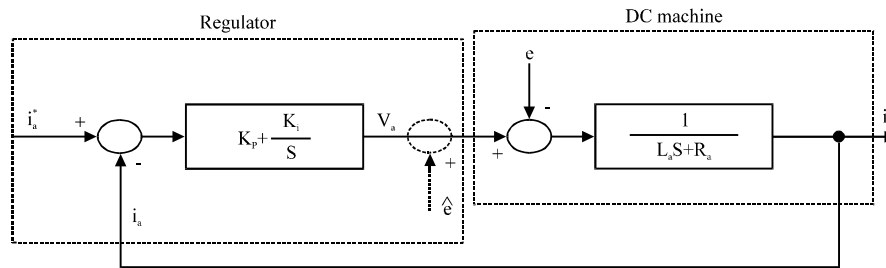 Regulator
DC machine
i*a
+
-
Kp+ Ki
S
Va
ê
+
+
e
-
1
LaS+Ra
i
ia